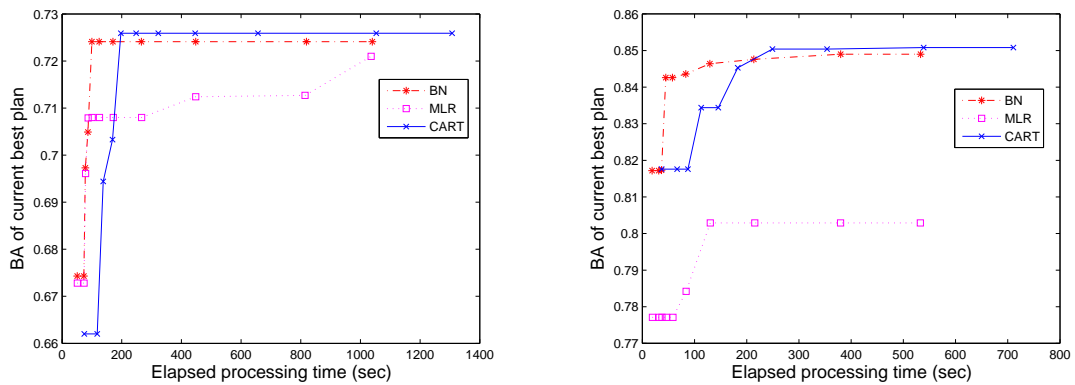 BA of current best plan
0.73
0.72
0.71
0.7
0.69
0.68
0.67
0.66
0 200 400 600 800 1000 1200 1400
Elapsed processing time (sec)
BN
MLR
CART
BA of current best plan
0.86
0.85
0.84
0.83
0.82
0.81
0.8
0.79
0.78
0.77
0 100 200 300 400 500 600 700 800
Elapsed processing time (sec)
BN
MLR
CART